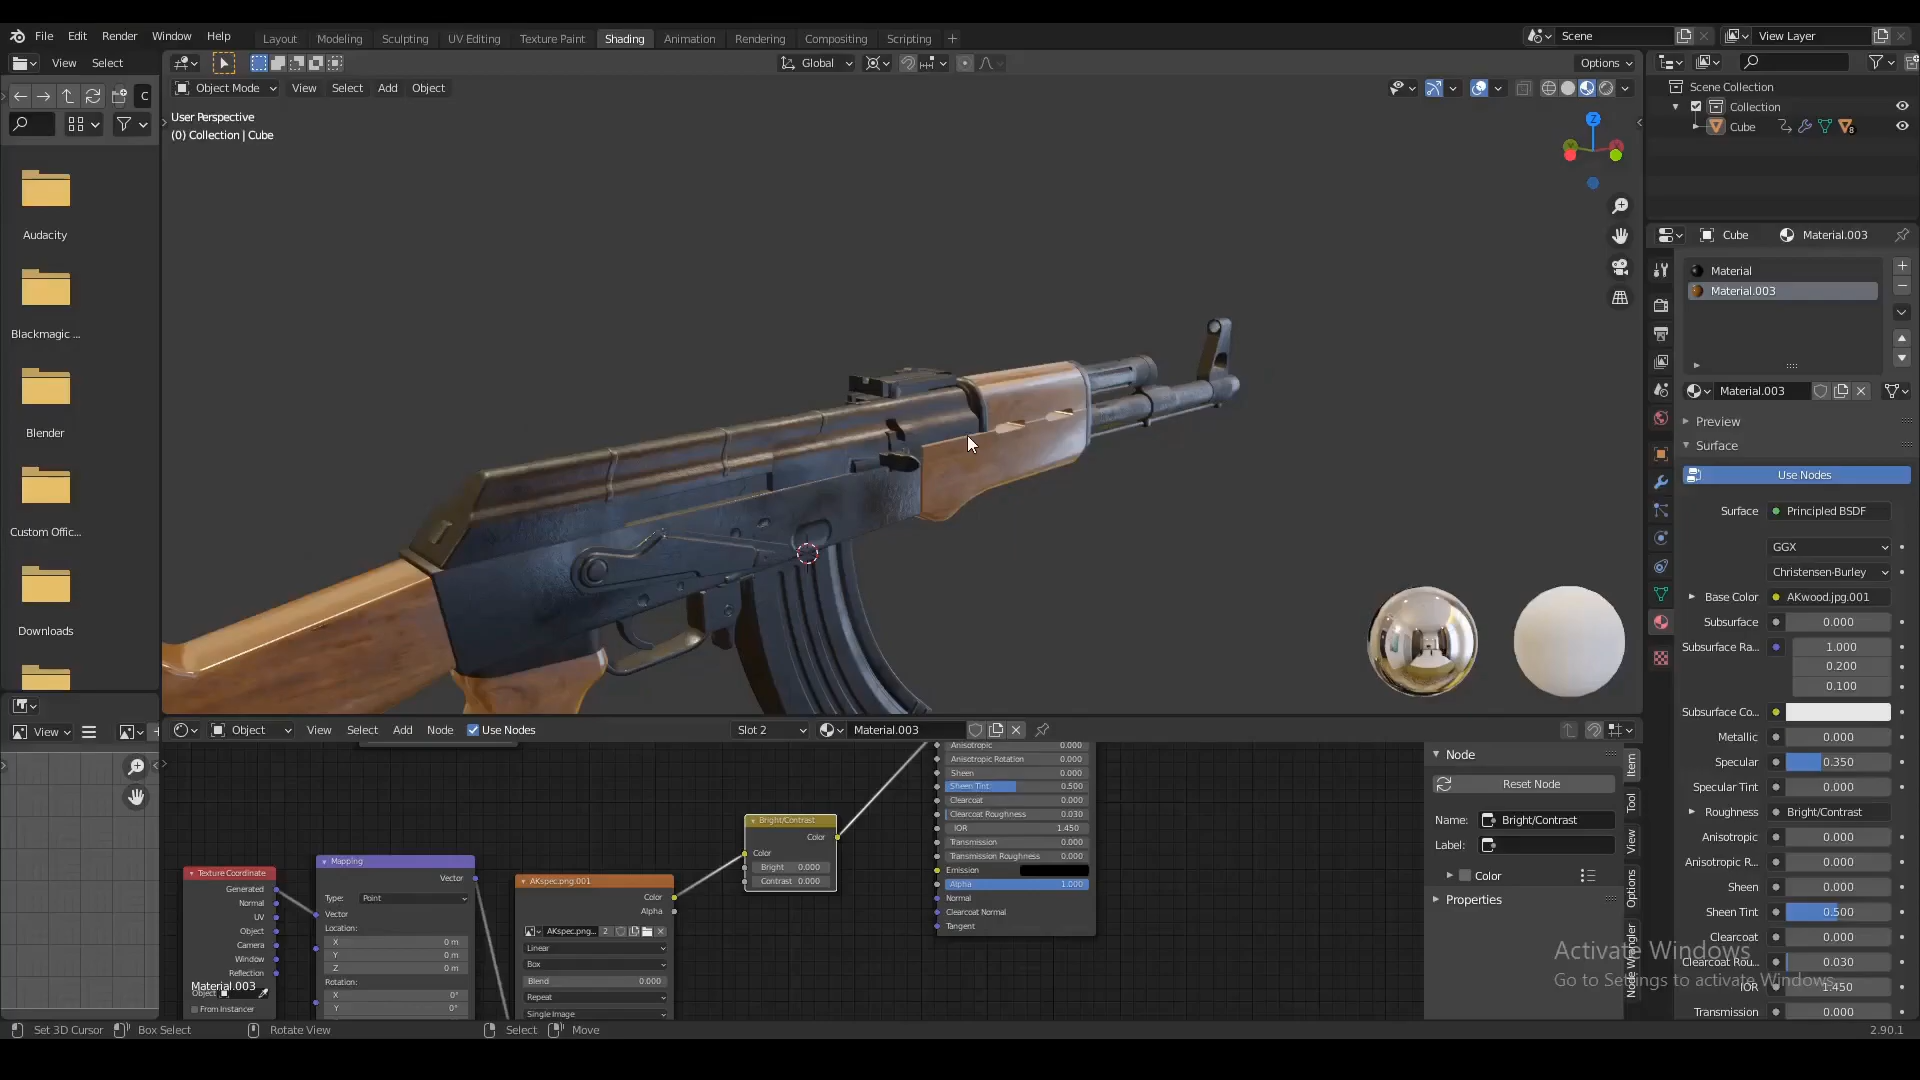 File Edit Render Window Help
Layout Modeling Sculpting UV Editing Texture Paint Shading Animation Rendering Compositing Scripting
Scene View Layer
View Select
Global
Options
Object Mode View Select Add Object
User Perspective
(0) Collection | Cube
Z
Scene Collection
Collection
Cube
8
C
Audacity
Blackmagic ...
Blender
Custom Offic...
Downloads
Cube Material.003
Material
Material.003
Material.003
Preview
Surface
Use Nodes
Surface Principled BSDF
GGX
Christensen-Burley
Base Color AKwood.jpg.001
Subsurface 0.000
Subsurface Ra... 1.000
0.200
0.100
Subsurface Co...
Metallic 0.000
Specular 0.350
Specular Tint 0.000
Roughness Bright/Contrast
Anisotropic 0.000
Anisotropic R... 0.000
Sheen 0.000
Sheen Tint 0.500
Clearcoat 0.000
Clearcoat Rou... 0.030
IOR 1.450
Transmission 0.000
View
Object View Select Add Node Use Nodes Slot 2 Material.003
Anisotropic 0.000
Anisotropic Rotation 0.000
Sheen 0.000
Sheen Tint 0.500
Clearcoat 0.000
Clearcoat Roughness 0.030
IOR 1.450
Transmission 0.000
Transmission Roughness 0.000
Emission
Alpha 1.000
Normal
Clearcoat Normal
Tangent
Bright/Contrast
Color
Color
Bright 0.000
Contrast 0.000
Texture Coordinate
Generated
Normal
UV
Object
Camera
Window
Reflection
Object
From Instancer
Material.003
Mapping
Vector
Type: Point
Vector
Location:
X 0 m
Y 0 m
Z 0 m
Rotation:
X 0°
Y 0°
AKspec.png.001
Color
Alpha
AKspec.png... 2
Linear
Box
Blend 0.000
Repeat
Single Image
Node
Reset Node
Name: Bright/Contrast
Label:
Color
Properties
Item
Tool
View
Options
Node Wrangler
Activate Windows
Go to Settings to activate Windows.
Set 3D Cursor Box Select Rotate View Select Move
2.90.1